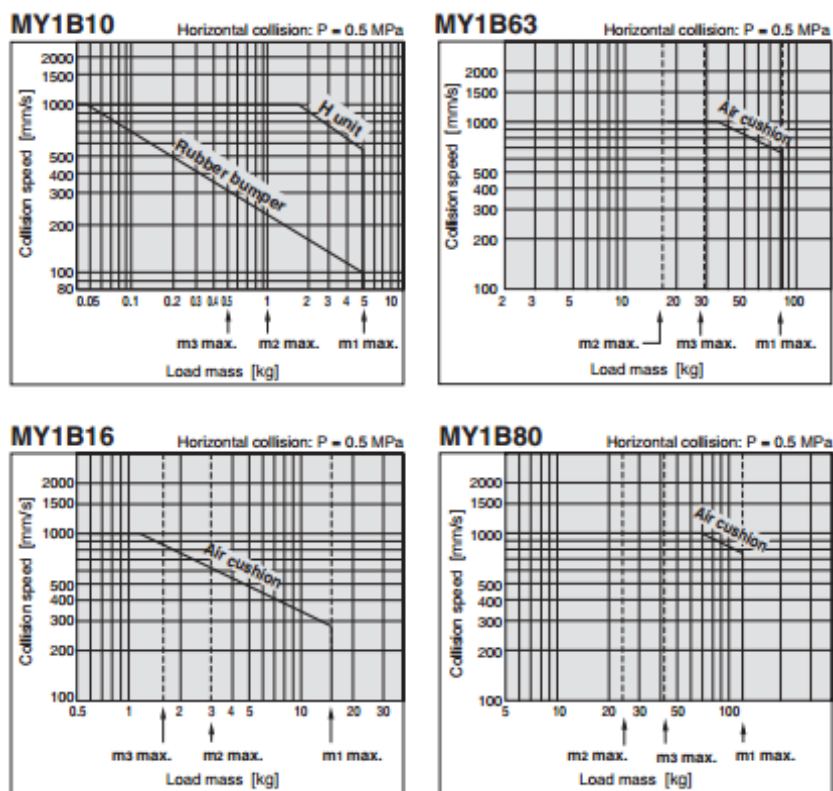 MY1B10 Horizontal collision: P = 0.5 MPa
Collision speed [mm/s]
2000
1500
1000
500
400
300
200
100
80
H unit
Rubber bumper
0.05 0.1 0.2 0.3 0.4 0.5 1 2 3 4 5 10
m3 max. m2 max. m1 max.
Load mass [kg]
MY1B63 Horizontal collision: P = 0.5 MPa
Collision speed [mm/s]
2000
1500
1000
500
400
300
200
100
Air cushion
2 3 5 10 20 30 50 100
m2 max. m3 max. m1 max.
Load mass [kg]
MY1B16 Horizontal collision: P = 0.5 MPa
Collision speed [mm/s]
2000
1500
1000
500
400
300
200
100
Air cushion
0.5 1 2 3 4 5 10 20 30
m3 max. m2 max. m1 max.
Load mass [kg]
MY1B80 Horizontal collision: P = 0.5 MPa
Collision speed [mm/s]
2000
1500
1000
500
400
300
200
100
Air cushion
5 10 20 30 50 100
m2 max. m3 max. m1 max.
Load mass [kg]